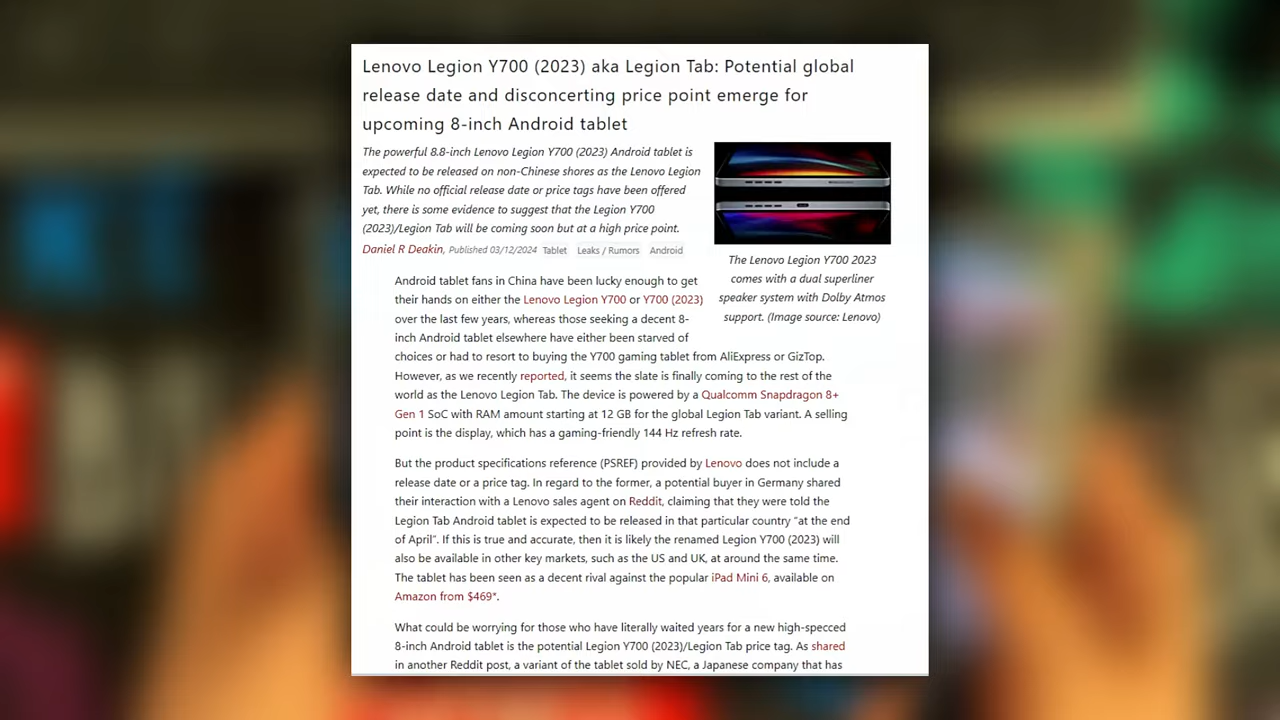 Lenovo Legion Y700 (2023) aka Legion Tab: Potential global
release date and disconcerting price point emerge for
upcoming 8-inch Android tablet
The powerful 8.8-inch Lenovo Legion Y700 (2023) Android tablet is
expected to be released on non-Chinese shores as the Lenovo Legion
Tab. While no official release date or price tags have been offered
yet, there is some evidence to suggest that the Legion Y700
(2023)/Legion Tab will be coming soon but at a high price point.
Daniel R Deakin, Published 03/12/2024 Tablet Leaks / Rumors Android
The Lenovo Legion Y700 2023
comes with a dual superliner
speaker system with Dolby Atmos
support. (Image source: Lenovo)
Android tablet fans in China have been lucky enough to get
their hands on either the Lenovo Legion Y700 or Y700 (2023)
over the last few years, whereas those seeking a decent 8-
inch Android tablet elsewhere have either been starved of
choices or had to resort to buying the Y700 gaming tablet from AliExpress or GizTop.
However, as we recently reported, it seems the slate is finally coming to the rest of the
world as the Lenovo Legion Tab. The device is powered by a Qualcomm Snapdragon 8+
Gen 1 SoC with RAM amount starting at 12 GB for the global Legion Tab variant. A selling
point is the display, which has a gaming-friendly 144 Hz refresh rate.
But the product specifications reference (PSREF) provided by Lenovo does not include a
release date or a price tag. In regard to the former, a potential buyer in Germany shared
their interaction with a Lenovo sales agent on Reddit, claiming that they were told the
Legion Tab Android tablet is expected to be released in that particular country "at the end
of April". If this is true and accurate, then it is likely the renamed Legion Y700 (2023) will
also be available in other key markets, such as the US and UK, at around the same time.
The tablet has been seen as a decent rival against the popular iPad Mini 6, available on
Amazon from $469*.
What could be worrying for those who have literally waited years for a new high-specced
8-inch Android tablet is the potential Legion Y700 (2023)/Legion Tab price tag. As shared
in another Reddit post, a variant of the tablet sold by NEC, a Japanese company that has